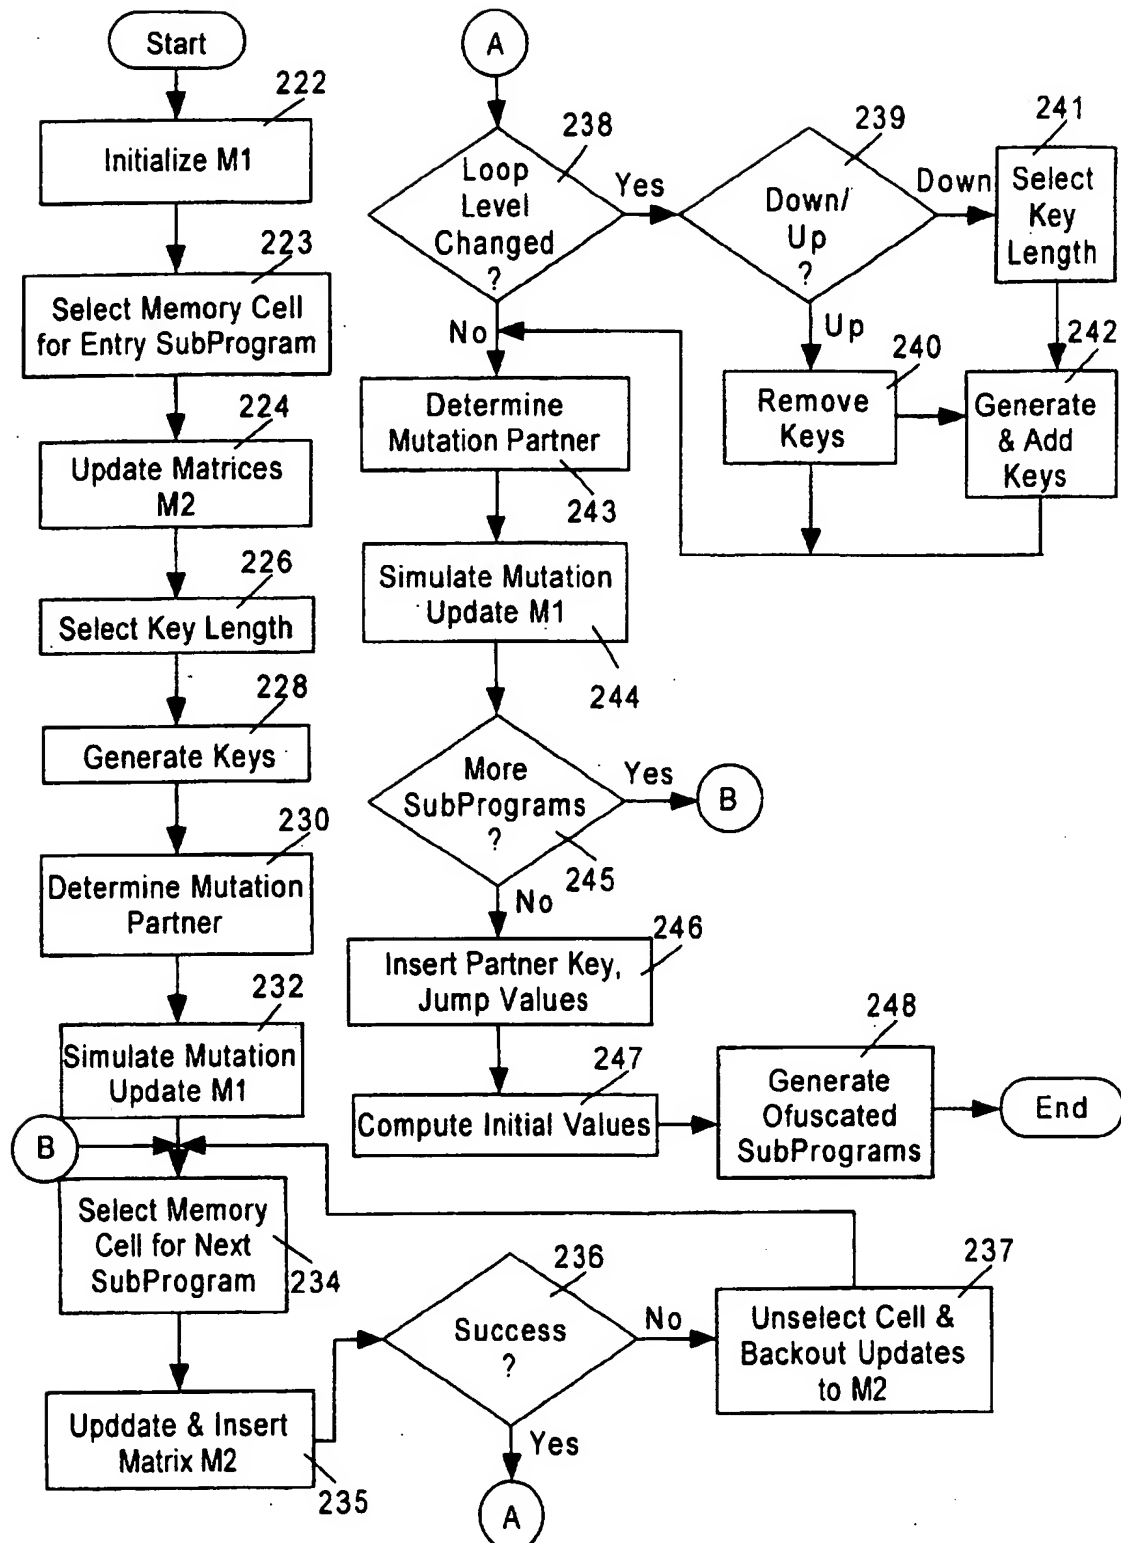 Start
222
Initialize M1
223
Select Memory Cell
for Entry SubProgram
224
Update Matrices
M2
226
Select Key Length
228
Generate Keys
230
Determine Mutation
Partner
232
Simulate Mutation
Update M1
B
Select Memory
Cell for Next
SubProgram
234
Upddate & Insert
Matrix M2
235
236
Success
?
No
Yes
A
237
Unselect Cell &
Backout Updates
to M2
A
238
Loop
Level
Changed
?
Yes
No
239
Down/
Up
?
Down
Up
241
Select
Key
Length
240
Remove
Keys
242
Generate
& Add
Keys
Determine
Mutation Partner
243
Simulate Mutation
Update M1
244
More
SubPrograms
?
245
Yes
B
No
246
Insert Partner Key,
Jump Values
247
Compute Initial Values
248
Generate
Ofuscated
SubPrograms
End